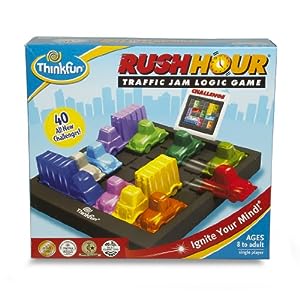 Thinkfun
RUSH HOUR
TRAFFIC JAM LOGIC GAME
CHALLENGE
40
All New
Challenges!
Thinkfun
Ignite Your Mind!
AGES
8 to adult
single player